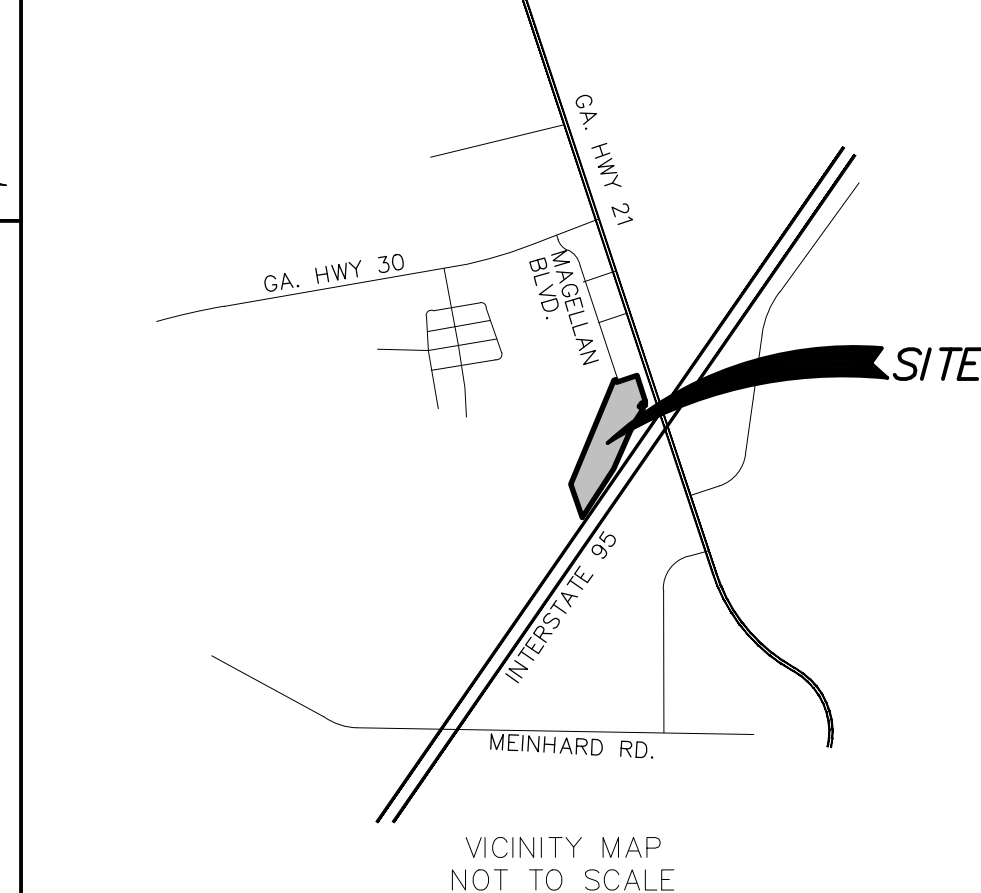 GA. HWY 21
GA. HWY 30
MAGELLAN
BLVD.
SITE
INTERSTATE 95
MEINHARD RD.
VICINITY MAP
NOT TO SCALE